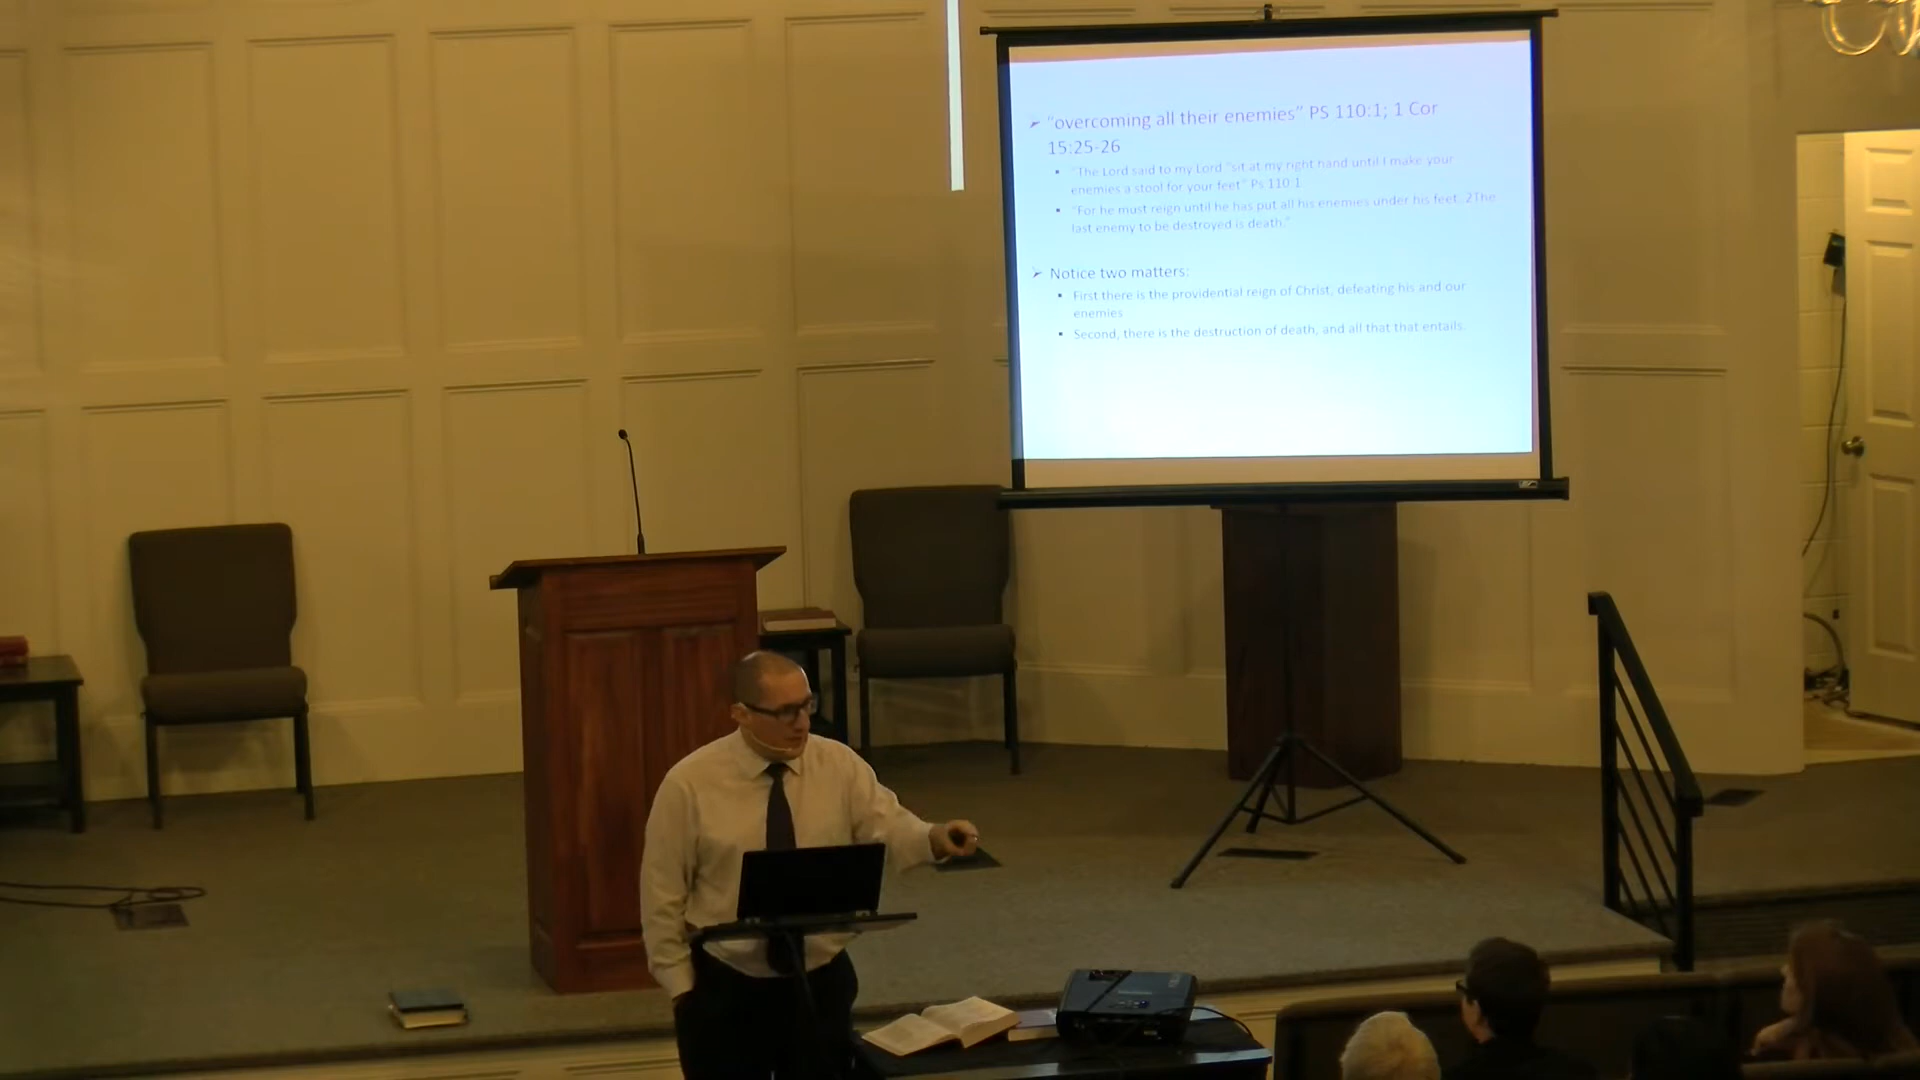 "overcoming all their enemies" PS 110:1; 1 Cor
15:25-26
"The Lord said to my Lord "sit at my right hand until I make your
enemies a stool for your feet" Ps 110:1
"For he must reign until he has put all his enemies under his feet. 2The
last enemy to be destroyed is death."
Notice two matters:
First there is the providential reign of Christ, defeating his and our
enemies
Second, there is the destruction of death, and all that that entails.